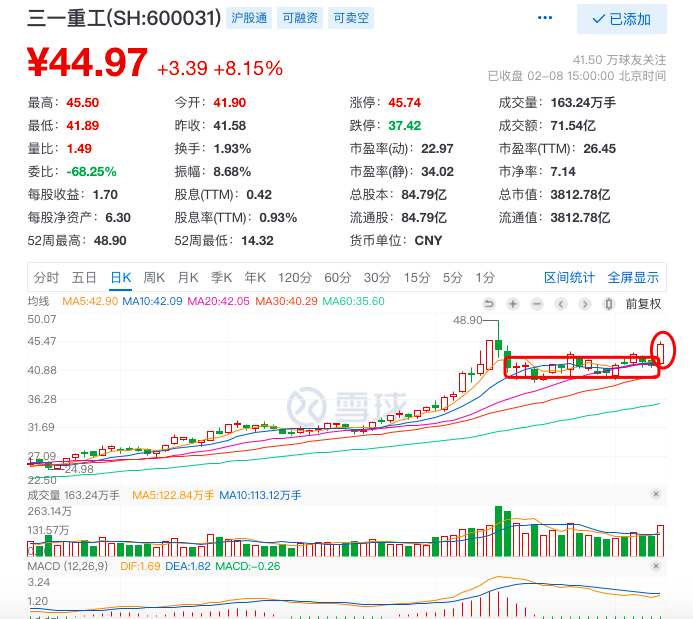 三一重工(SH:600031) 沪股通 可融资 可卖空 ... 已添加
¥44.97 +3.39 +8.15%
41.50 万球友关注
已收盘 02-08 15:00:00 北京时间
最高：45.50 今开：41.90 涨停：45.74 成交量：163.24万手
最低：41.89 昨收：41.58 跌停：37.42 成交额：71.54亿
量比：1.49 换手：1.93% 市盈率(动)：22.97 市盈率(TTM)：26.45
委比：-68.25% 振幅：8.68% 市盈率(静)：34.02 市净率：7.14
每股收益：1.70 股息(TTM)：0.42 总股本：84.79亿 总市值：3812.78亿
每股净资产：6.30 股息率(TTM)：0.93% 流通股：84.79亿 流通值：3812.78亿
52周最高：48.90 52周最低：14.32 货币单位：CNY
分时 五日 日K 周K 月K 季K 年K 120分 60分 30分 15分 5分 1分 区间统计 全屏显示
均线 MA5:42.90 MA10:42.09 MA20:42.05 MA30:40.29 MA60:35.60 前复权
50.07
48.90
45.47
40.88
36.28
雪球
31.69
27.09
24.98
22.50
成交量 163.24万手 MA5:122.84万手 MA10:113.12万手
263.14万
131.57万
MACD (12,26,9) DIF:1.69 DEA:1.82 MACD:-0.26
3.24
1.20